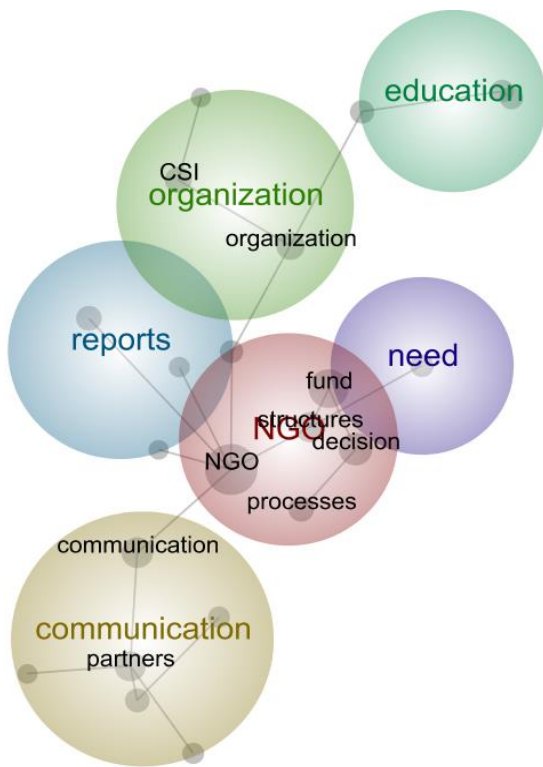 education
CSI
organization
organization
reports
need
fund
structures
NGO
decision
NGO
processes
communication
communication
partners